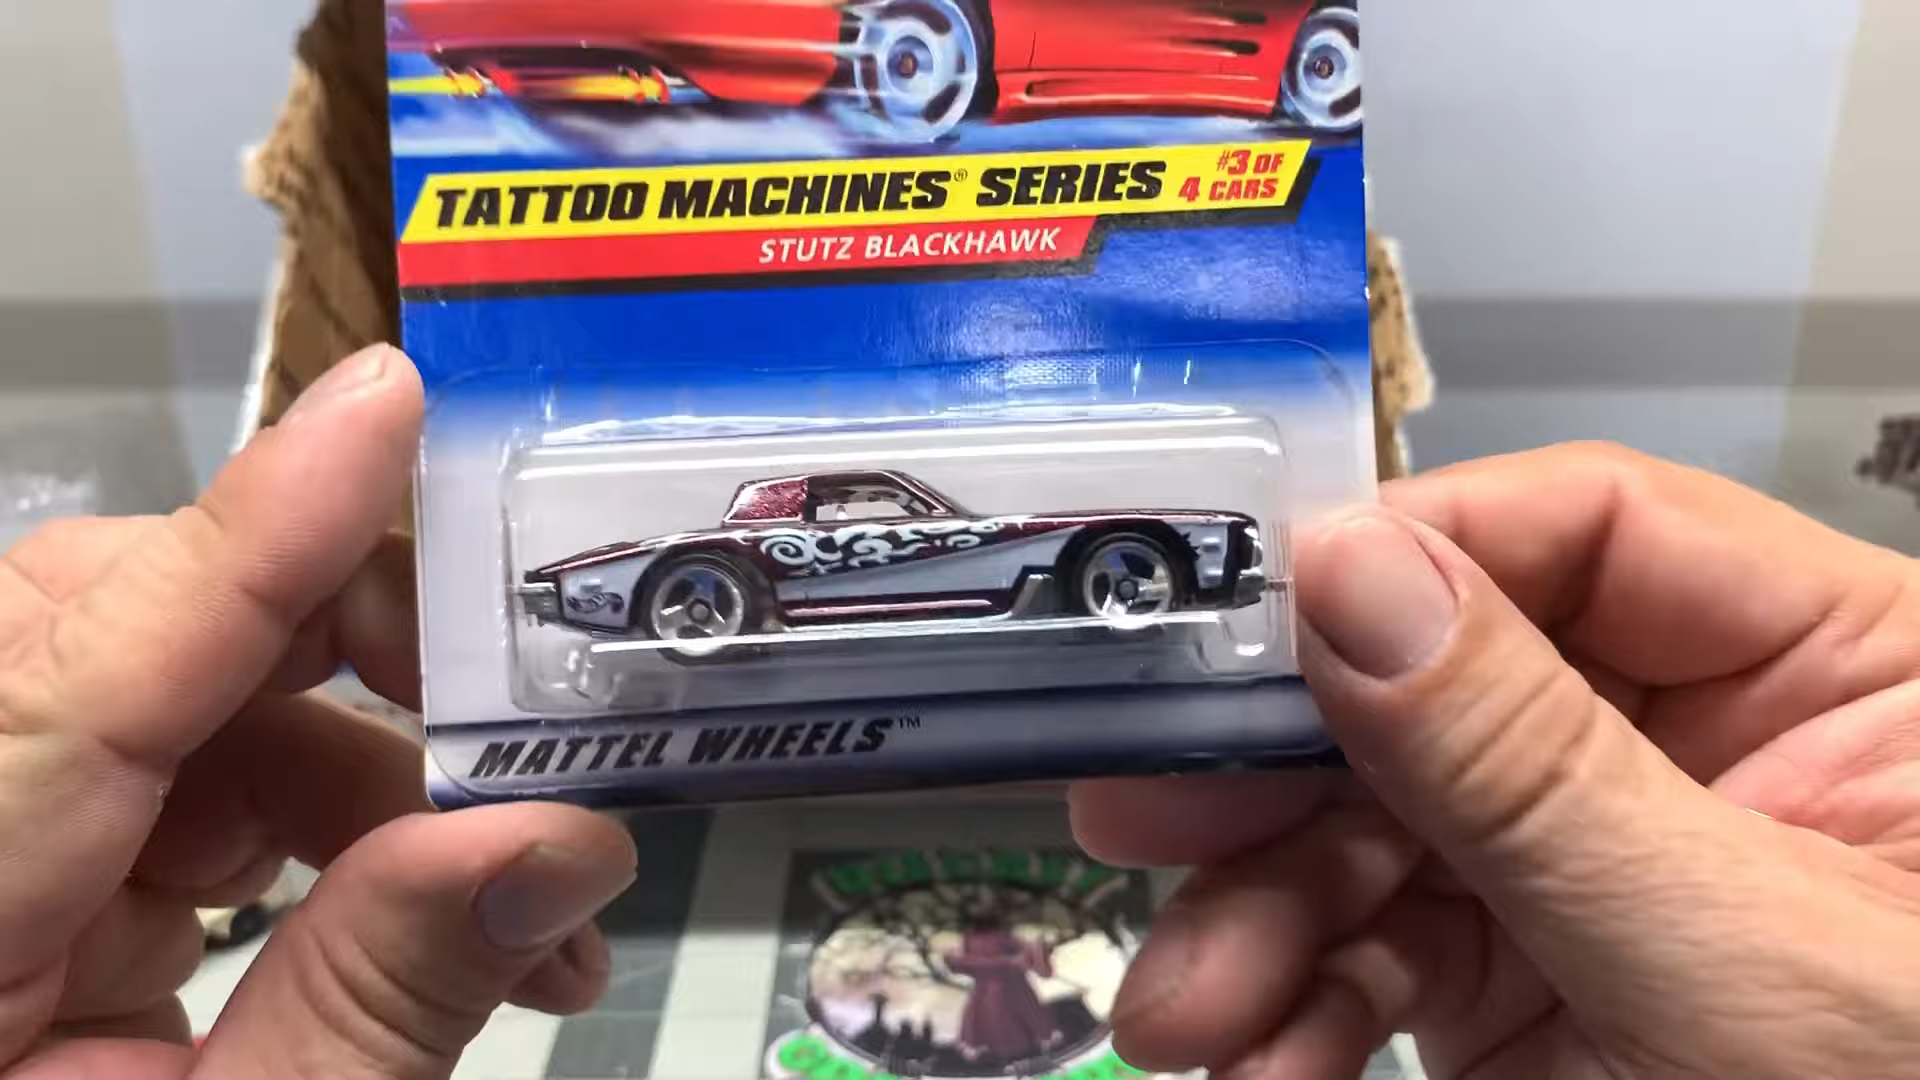 TATTOO MACHINES® SERIES
#3 OF
4 CARS
STUTZ BLACKHAWK
MATTEL WHEELS™